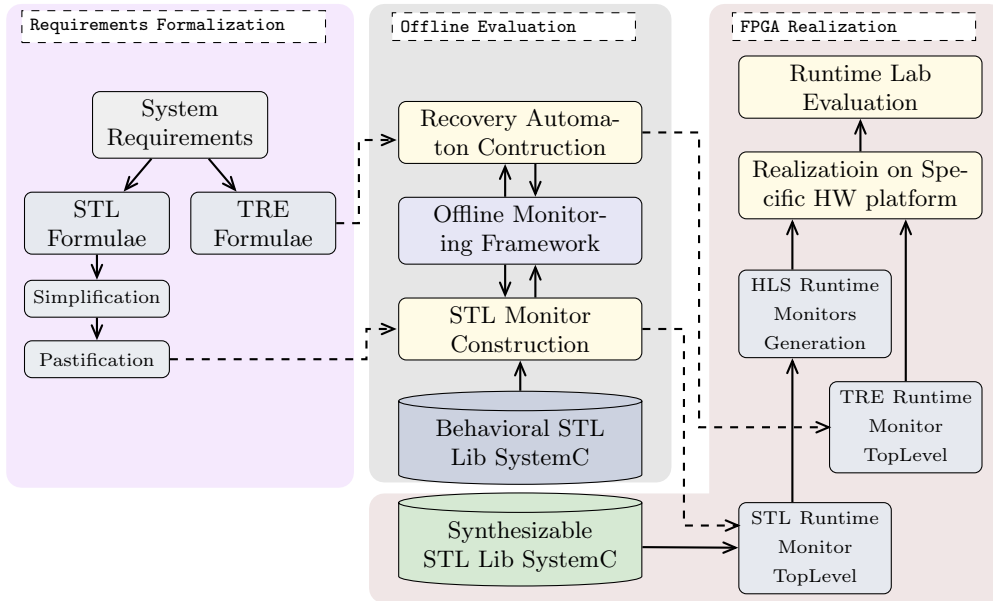 Requirements Formalization
System
Requirements
STL
Formulae
TRE
Formulae
Simplification
Pastification
Offline Evaluation
Recovery Automa-
ton Contruction
Offline Monitor-
ing Framework
STL Monitor
Construction
Behavioral STL
Lib SystemC
Synthesizable
STL Lib SystemC
FPGA Realization
Runtime Lab
Evaluation
Realizatioin on Spe-
cific HW platform
HLS Runtime
Monitors
Generation
TRE Runtime
Monitor
TopLevel
STL Runtime
Monitor
TopLevel